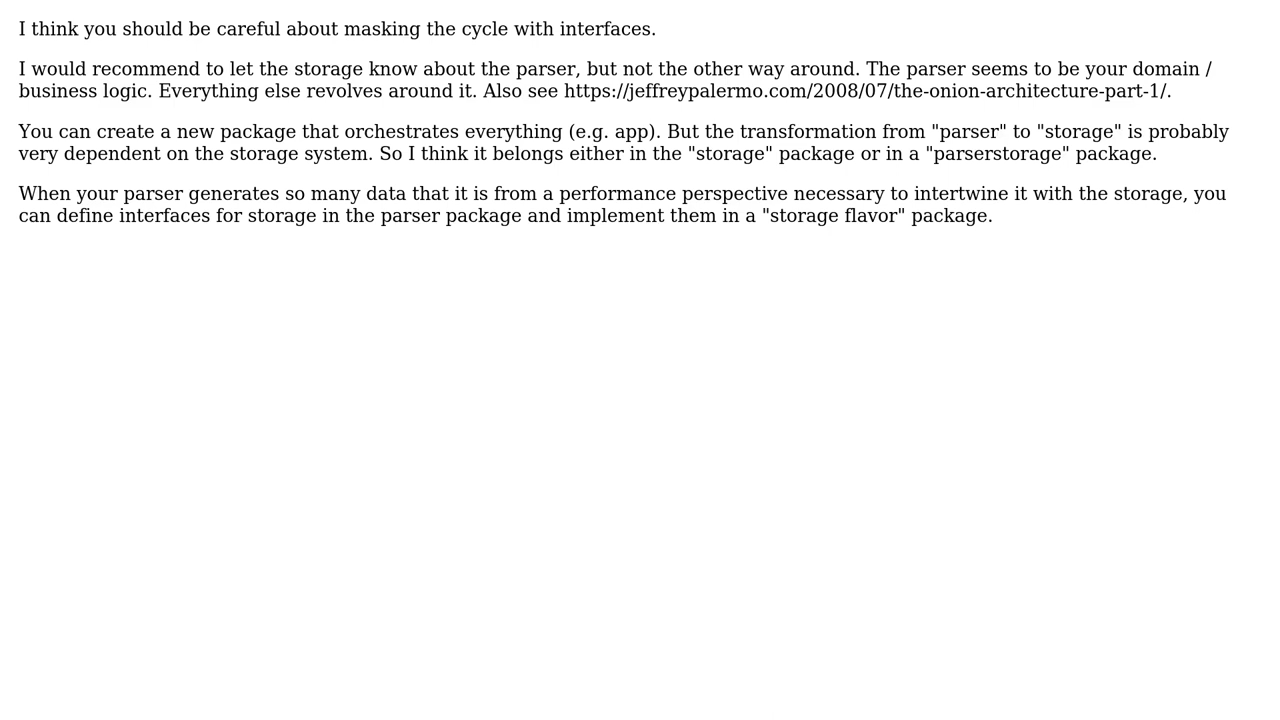 I think you should be careful about masking the cycle with interfaces.
I would recommend to let the storage know about the parser, but not the other way around. The parser seems to be your domain /
business logic. Everything else revolves around it. Also see https://jeffreypalermo.com/2008/07/the-onion-architecture-part-1/.
You can create a new package that orchestrates everything (e.g. app). But the transformation from "parser" to "storage" is probably
very dependent on the storage system. So I think it belongs either in the "storage" package or in a "parserstorage" package.
When your parser generates so many data that it is from a performance perspective necessary to intertwine it with the storage, you
can define interfaces for storage in the parser package and implement them in a "storage flavor" package.